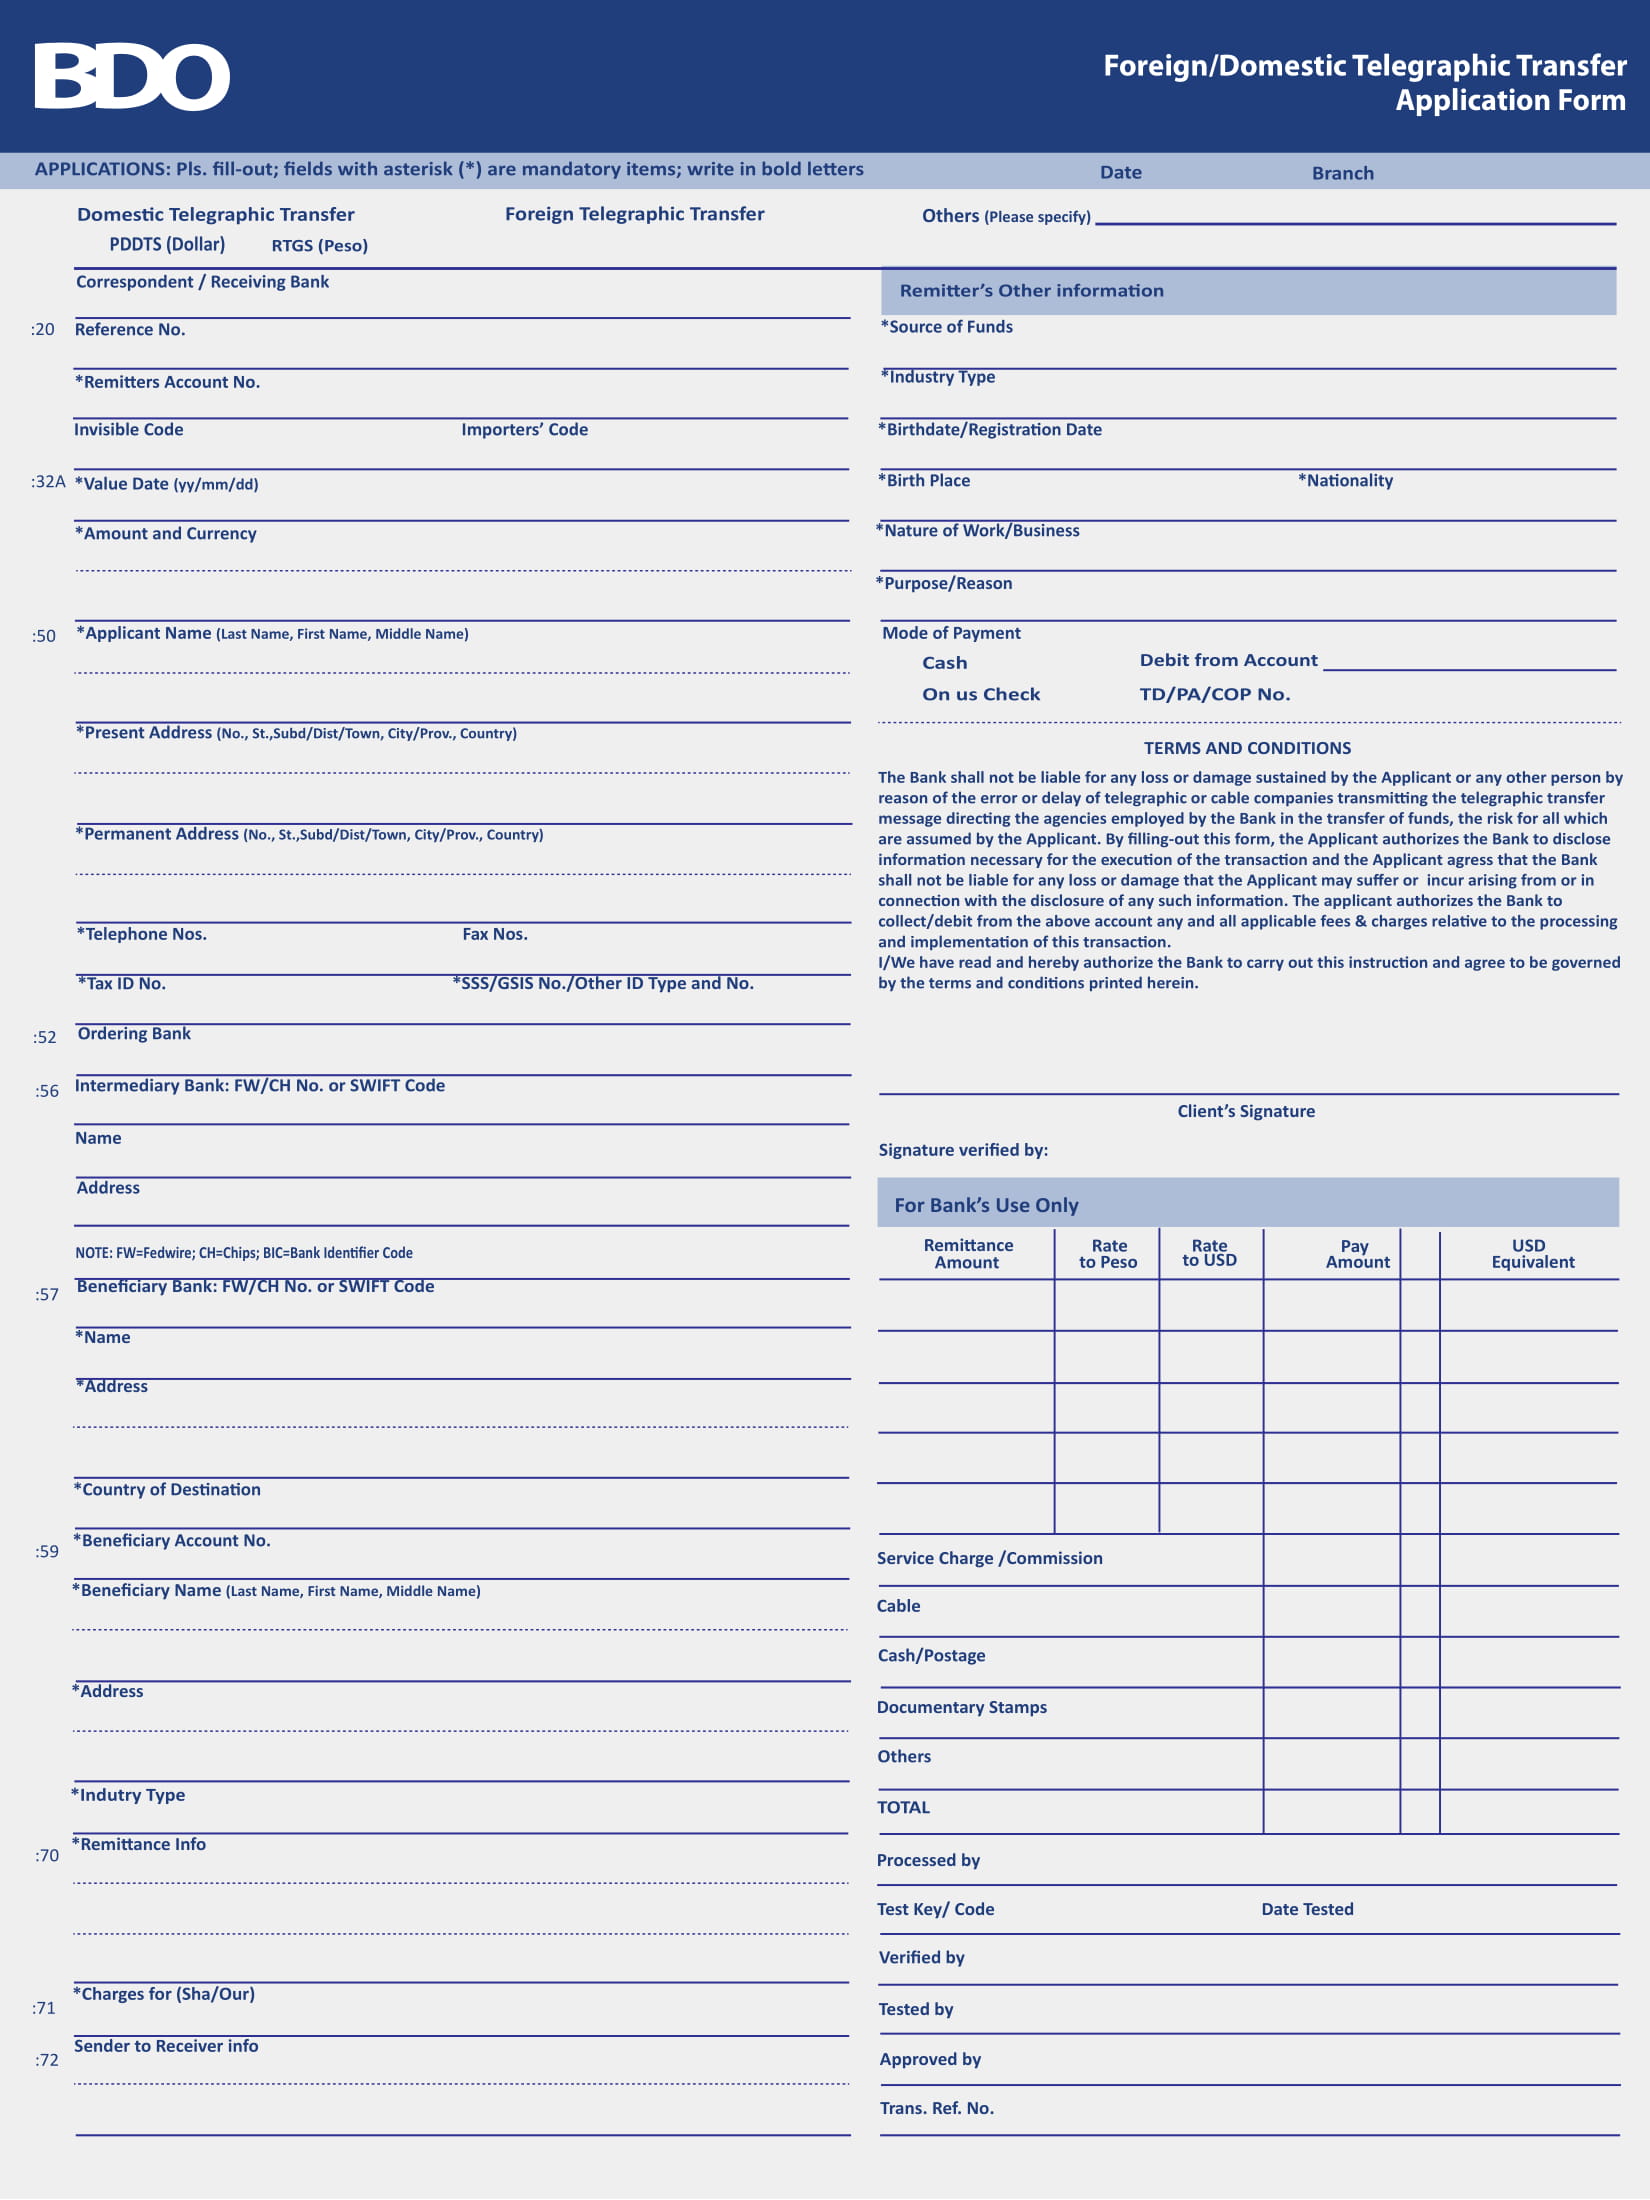 BDO
Foreign/Domestic Telegraphic Transfer
Application Form
APPLICATIONS: Pls. fill-out; fields with asterisk (*) are mandatory items; write in bold letters
Date Branch
Domestic Telegraphic Transfer Foreign Telegraphic Transfer Others (Please specify)
PDDTS (Dollar) RTGS (Peso)
Correspondent / Receiving Bank
:20 Reference No.
*Remitters Account No.
Invisible Code Importers’ Code
:32A *Value Date (yy/mm/dd)
*Amount and Currency
:50 *Applicant Name (Last Name, First Name, Middle Name)
*Present Address (No., St.,Subd/Dist/Town, City/Prov., Country)
*Permanent Address (No., St.,Subd/Dist/Town, City/Prov., Country)
*Telephone Nos. Fax Nos.
*Tax ID No. *SSS/GSIS No./Other ID Type and No.
:52 Ordering Bank
:56 Intermediary Bank: FW/CH No. or SWIFT Code
Name
Address
NOTE: FW=Fedwire; CH=Chips; BIC=Bank Identifier Code
:57 Beneficiary Bank: FW/CH No. or SWIFT Code
*Name
*Address
*Country of Destination
:59 *Beneficiary Account No.
*Beneficiary Name (Last Name, First Name, Middle Name)
*Address
*Indutry Type
:70 *Remittance Info
:71 *Charges for (Sha/Our)
:72 Sender to Receiver info
Remitter’s Other information
*Source of Funds
*Industry Type
*Birthdate/Registration Date
*Birth Place *Nationality
*Nature of Work/Business
*Purpose/Reason
Mode of Payment
Cash Debit from Account
On us Check TD/PA/COP No.
TERMS AND CONDITIONS
The Bank shall not be liable for any loss or damage sustained by the Applicant or any other person by
reason of the error or delay of telegraphic or cable companies transmitting the telegraphic transfer
message directing the agencies employed by the Bank in the transfer of funds, the risk for all which
are assumed by the Applicant. By filling-out this form, the Applicant authorizes the Bank to disclose
information necessary for the execution of the transaction and the Applicant agress that the Bank
shall not be liable for any loss or damage that the Applicant may suffer or incur arising from or in
connection with the disclosure of any such information. The applicant authorizes the Bank to
collect/debit from the above account any and all applicable fees & charges relative to the processing
and implementation of this transaction.
I/We have read and hereby authorize the Bank to carry out this instruction and agree to be governed
by the terms and conditions printed herein.
Client’s Signature
Signature verified by:
For Bank’s Use Only
Remittance Rate Rate Pay USD
Amount to Peso to USD Amount Equivalent
Service Charge /Commission
Cable
Cash/Postage
Documentary Stamps
Others
TOTAL
Processed by
Test Key/ Code Date Tested
Verified by
Tested by
Approved by
Trans. Ref. No.